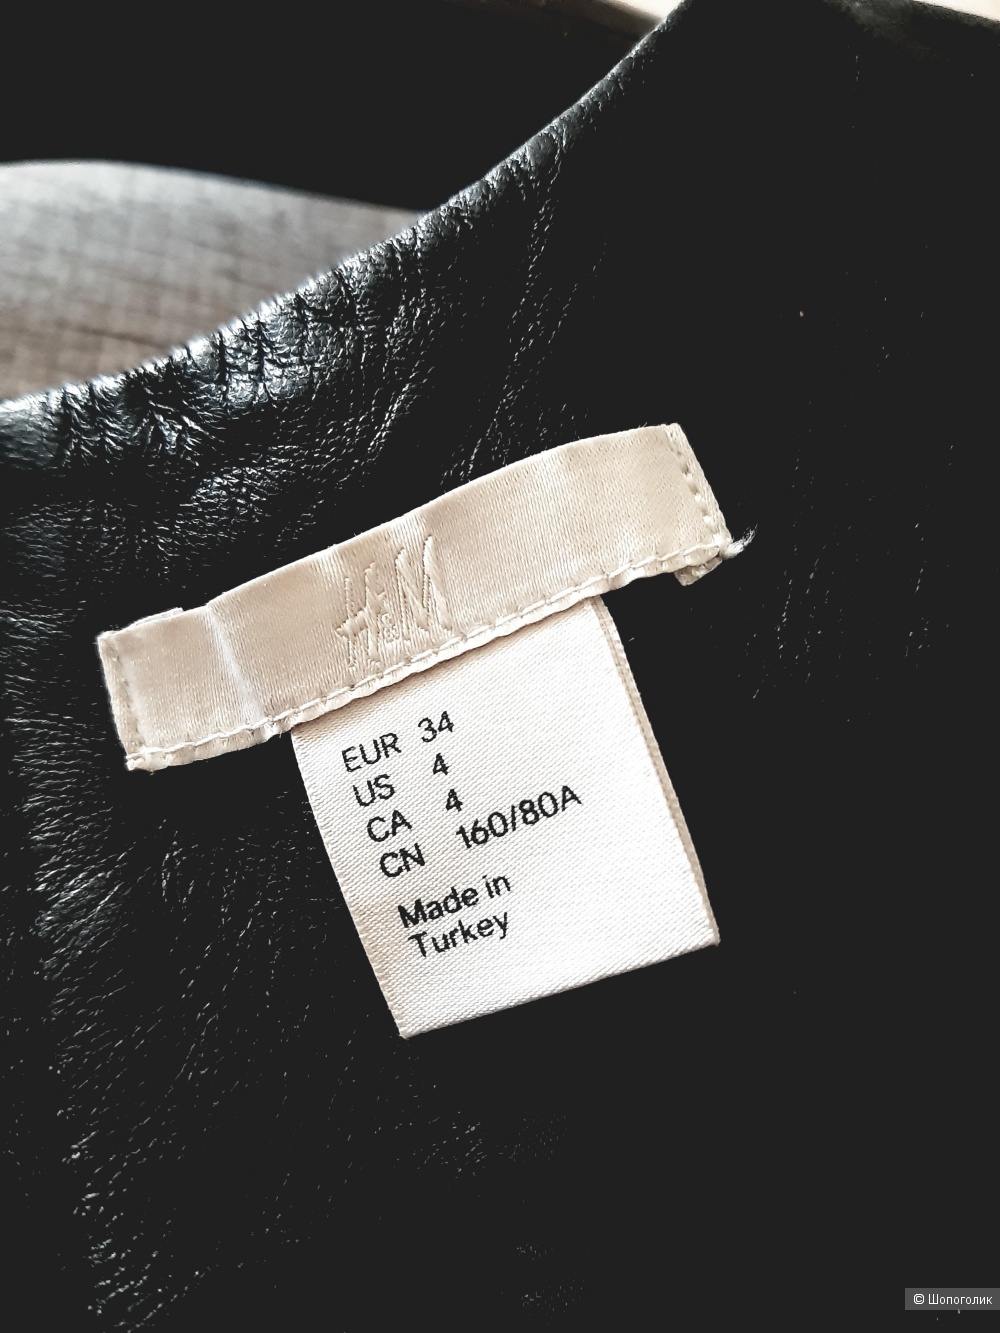 H&M
EUR 34
US 4
CA 4
CN 160/80A
Made in
Turkey
© Шопоголик